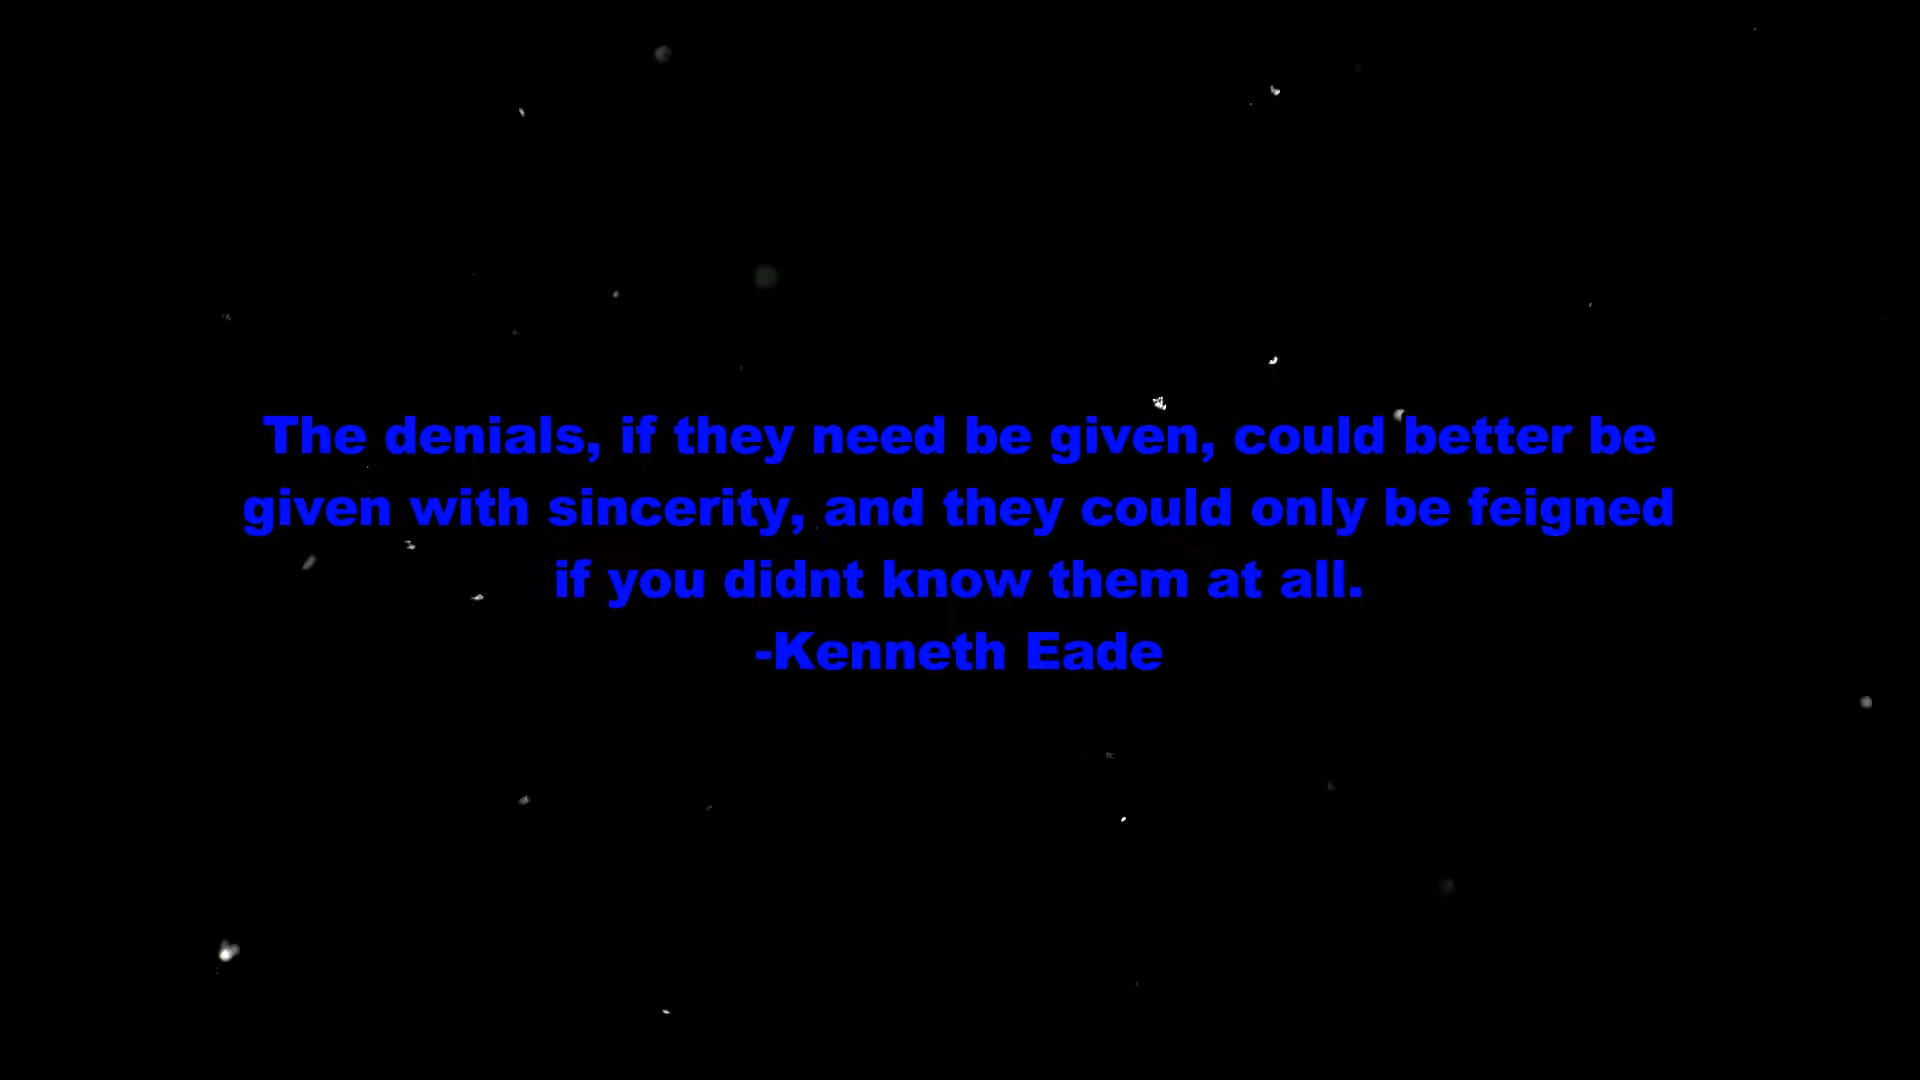 The denials, if they need be given, could better be
given with sincerity, and they could only be feigned
if you didnt know them at all.
-Kenneth Eade